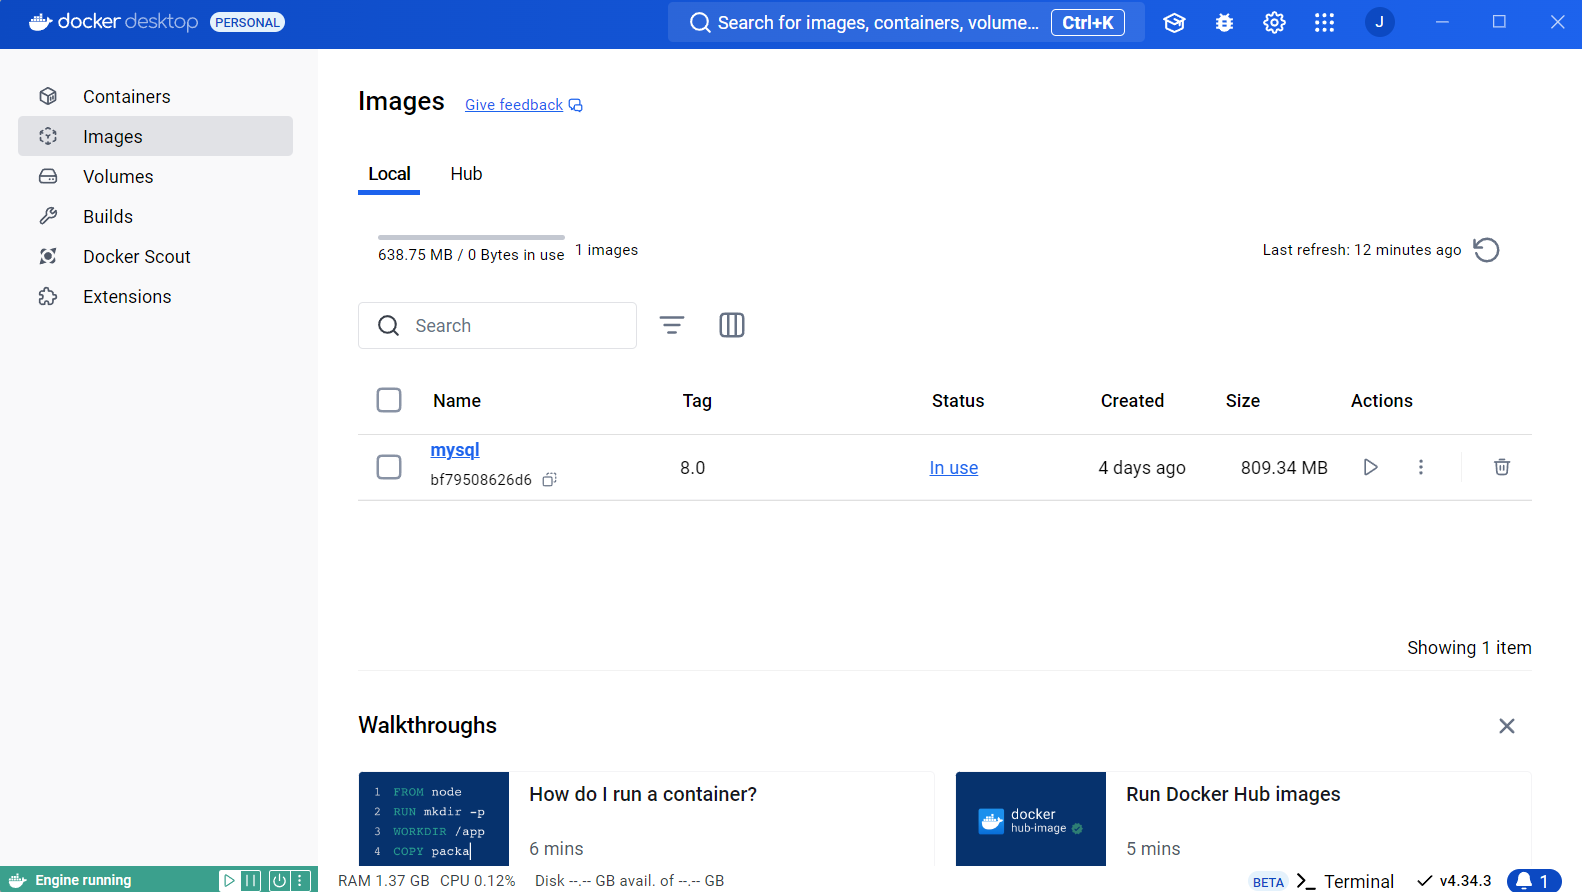 docker desktop PERSONAL
Search for images, containers, volume... Ctrl+K
J
Containers
Images
Volumes
Builds
Docker Scout
Extensions
Images Give feedback
Local Hub
638.75 MB / 0 Bytes in use 1 images
Last refresh: 12 minutes ago
Search
Name Tag Status Created Size Actions
mysql
bf79508626d6
8.0 In use 4 days ago 809.34 MB
Showing 1 item
Walkthroughs
1 FROM node
2 RUN mkdir -p
3 WORKDIR /app
4 COPY packa
How do I run a container?
6 mins
docker
hub-image
Run Docker Hub images
5 mins
Engine running
RAM 1.37 GB CPU 0.12% Disk --.-- GB avail. of --.-- GB
BETA Terminal v4.34.3 1